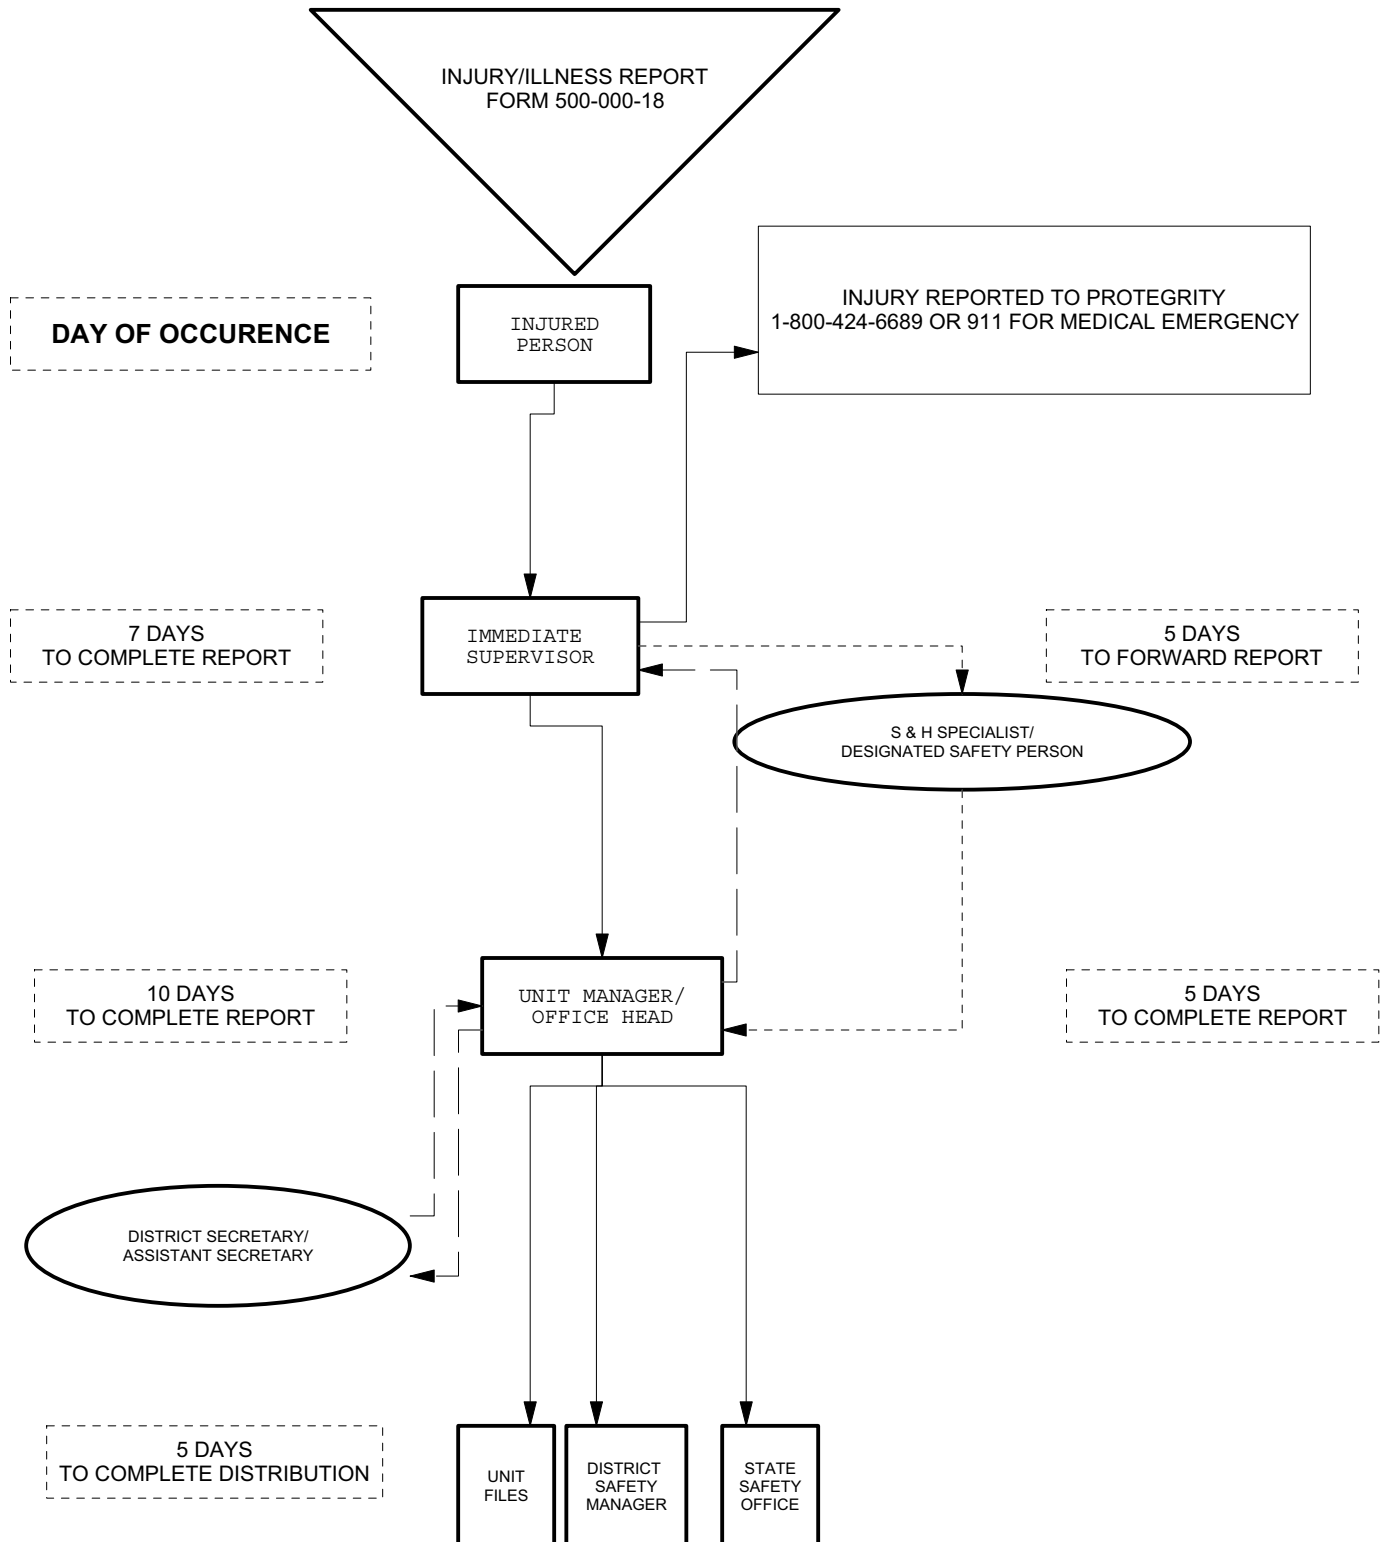 INJURY/ILLNESS REPORT
FORM 500-000-18
INJURY REPORTED TO PROTEGRITY
1-800-424-6689 OR 911 FOR MEDICAL EMERGENCY
DAY OF OCCURENCE
INJURED
PERSON
7 DAYS
TO COMPLETE REPORT
IMMEDIATE
SUPERVISOR
5 DAYS
TO FORWARD REPORT
S & H SPECIALIST/
DESIGNATED SAFETY PERSON
10 DAYS
TO COMPLETE REPORT
UNIT MANAGER/
OFFICE HEAD
5 DAYS
TO COMPLETE REPORT
DISTRICT SECRETARY/
ASSISTANT SECRETARY
5 DAYS
TO COMPLETE DISTRIBUTION
UNIT
FILES
DISTRICT
SAFETY
MANAGER
STATE
SAFETY
OFFICE